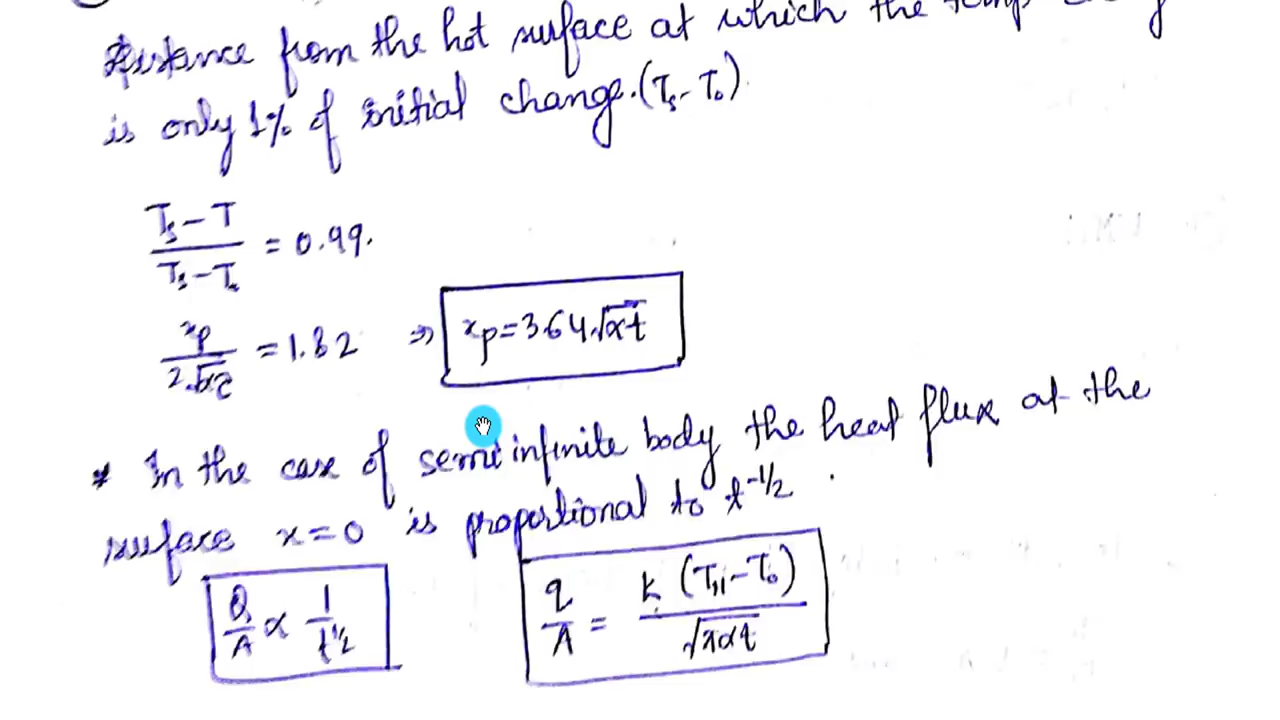 distance from the hot surface at which the temp
is only 1% of initial change. (Ts - T₀)
(Ts - T)/(Ts - T₀) = 0.99.
xp/(2√αt) = 1.82 ⇒ xp = 3.64 √αt
* In the case of semi infinite body the heat flux at the
surface x = 0 is proportional to t^-1/2.
Q/A ∝ 1/t^1/2
q/A = k (Ts - T₀)/√παt